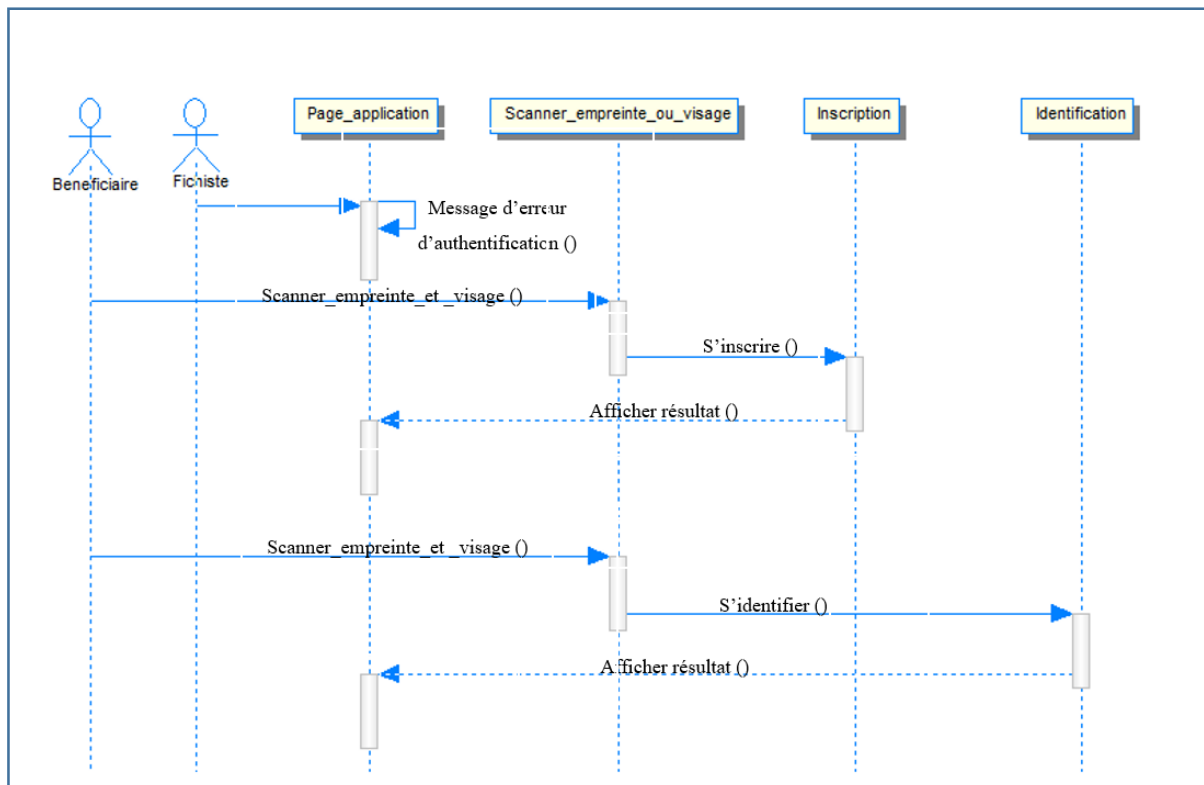 Page_application
Scanner_empreinte_ou_visage
Inscription
Identification
Beneficiaire
Fichiste
Message d'erreur
d'authentification ()
Scanner_empreinte_et _visage ()
S'inscrire ()
Afficher résultat ()
Scanner_empreinte_et _visage ()
S'identifier ()
Afficher résultat ()